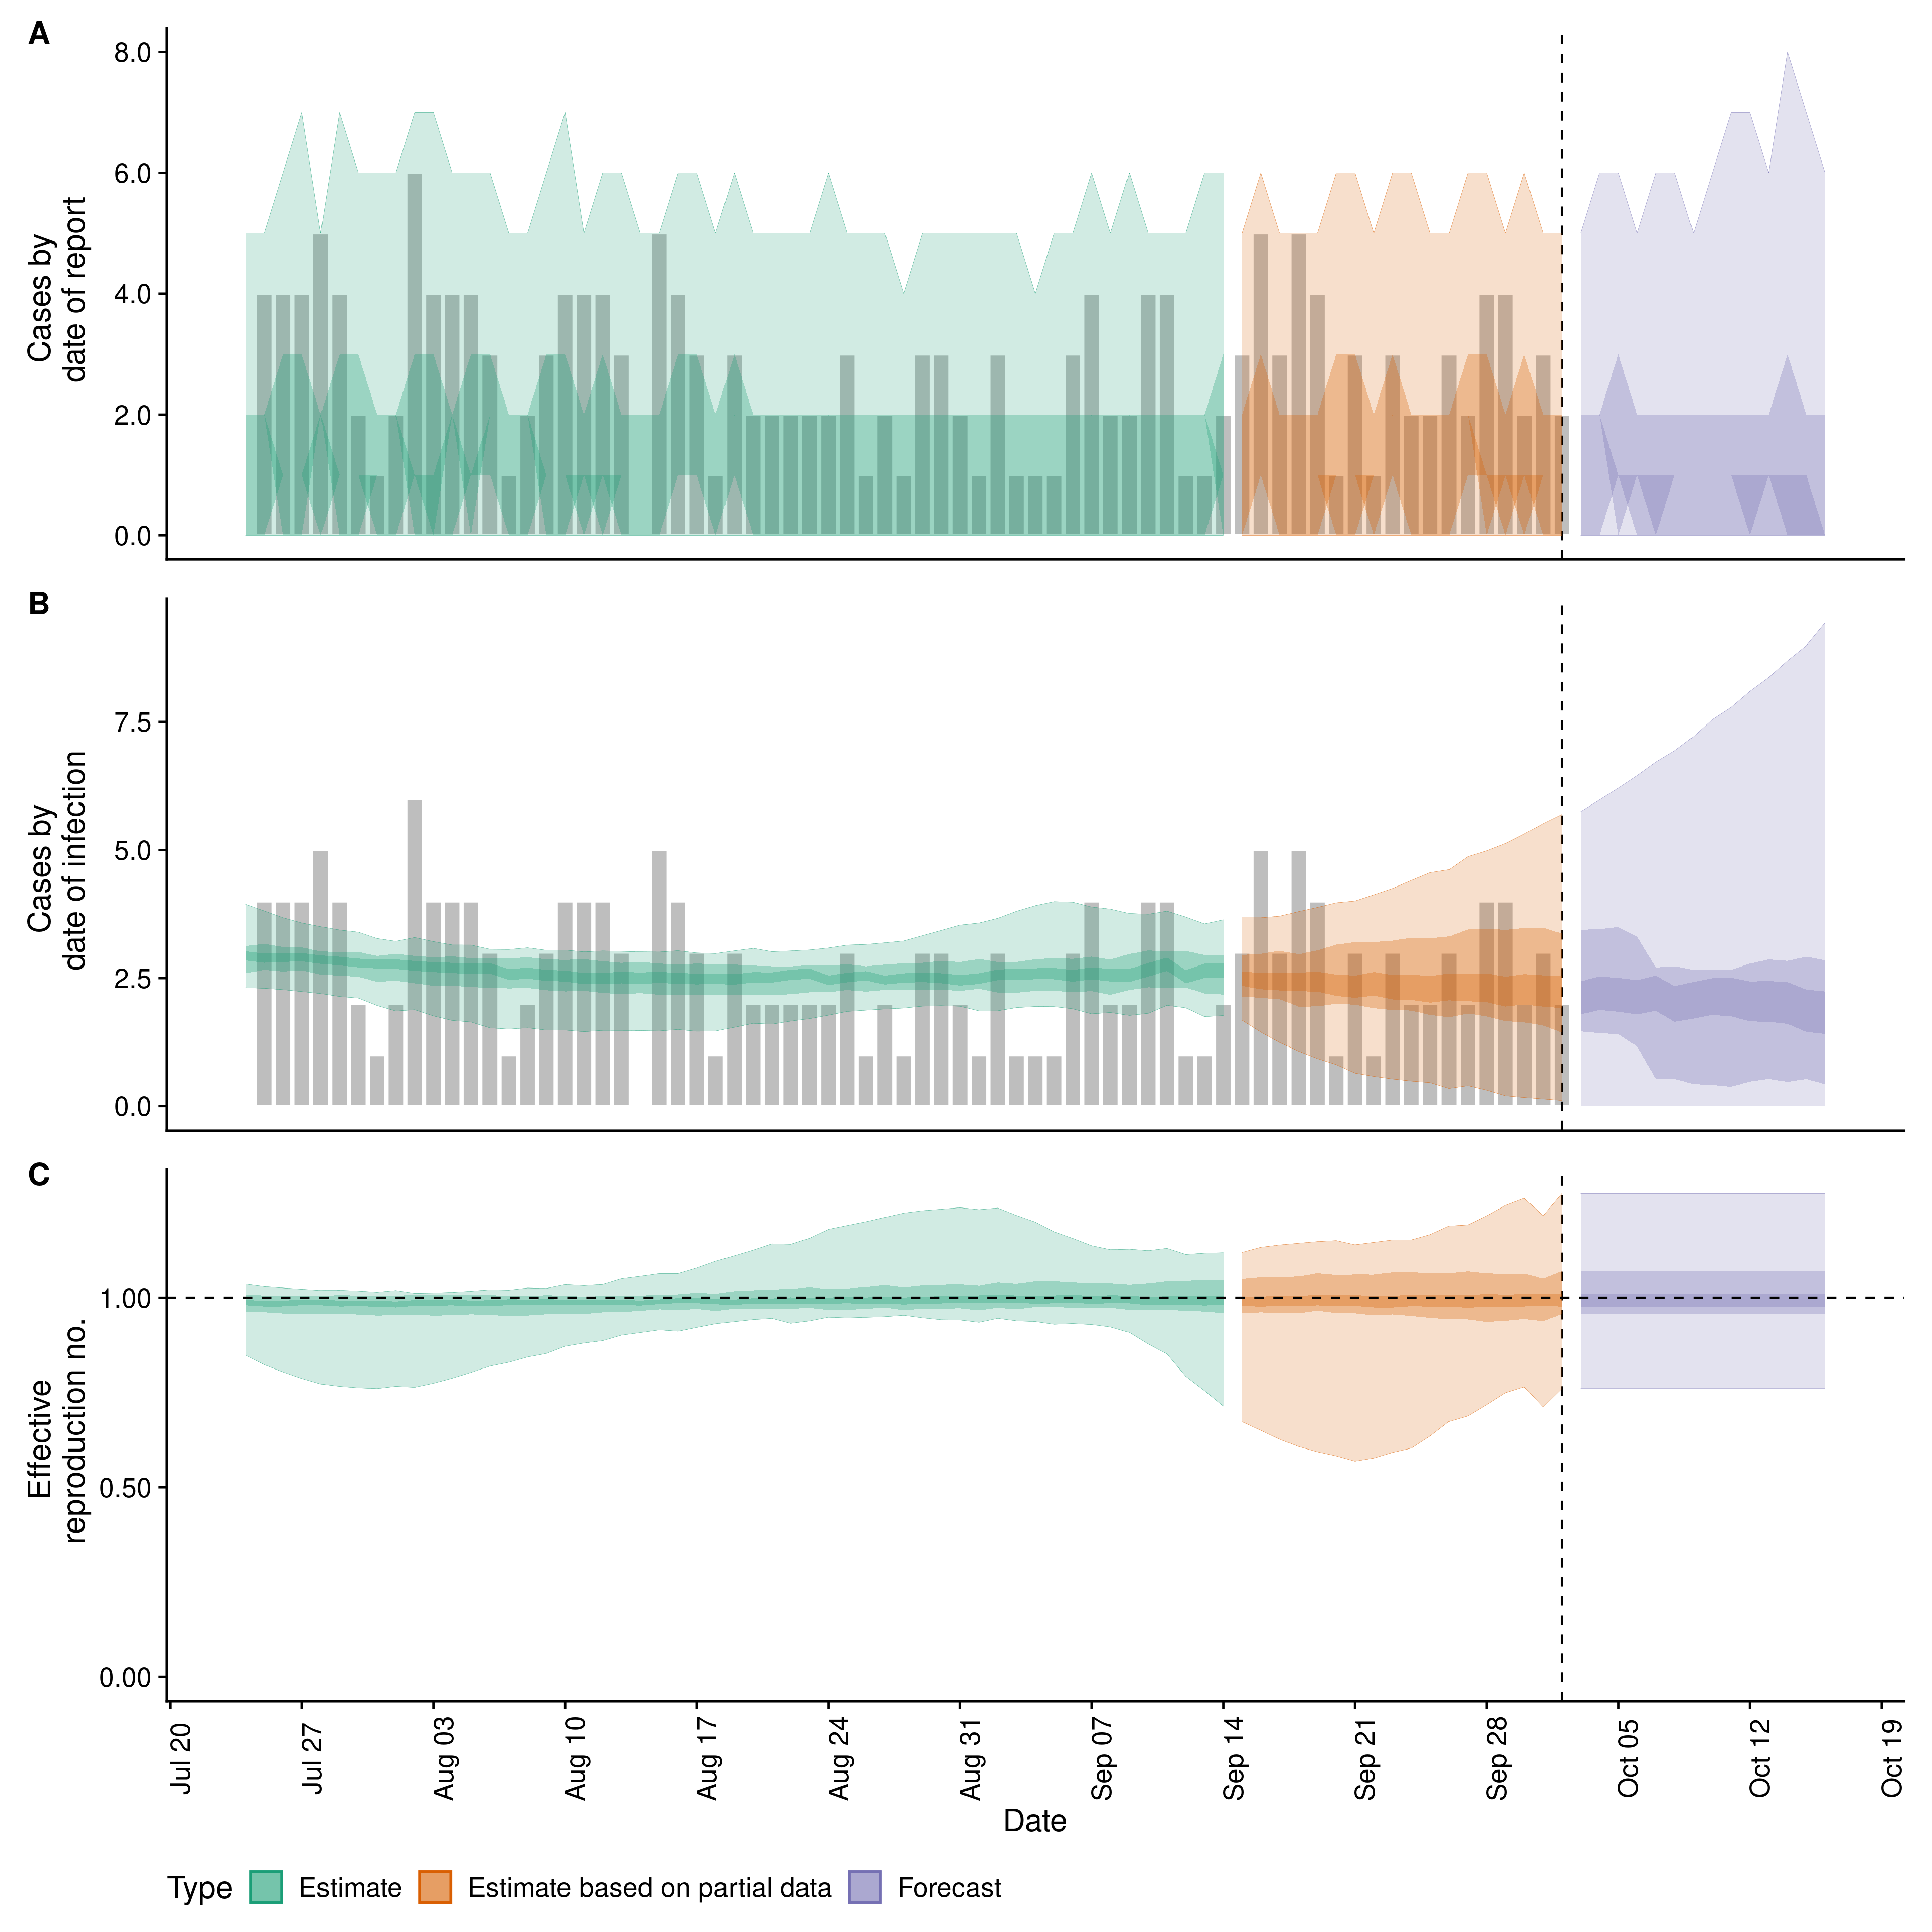 A
8.0
6.0
4.0
2.0
0.0
Cases by
date of report
B
7.5
5.0
2.5
0.0
Cases by
date of infection
C
1.00
0.50
0.00
Effective
reproduction no.
Jul 20
Jul 27
Aug 03
Aug 10
Aug 17
Aug 24
Aug 31
Sep 07
Sep 14
Sep 21
Sep 28
Oct 05
Oct 12
Oct 19
Date
Type Estimate Estimate based on partial data Forecast